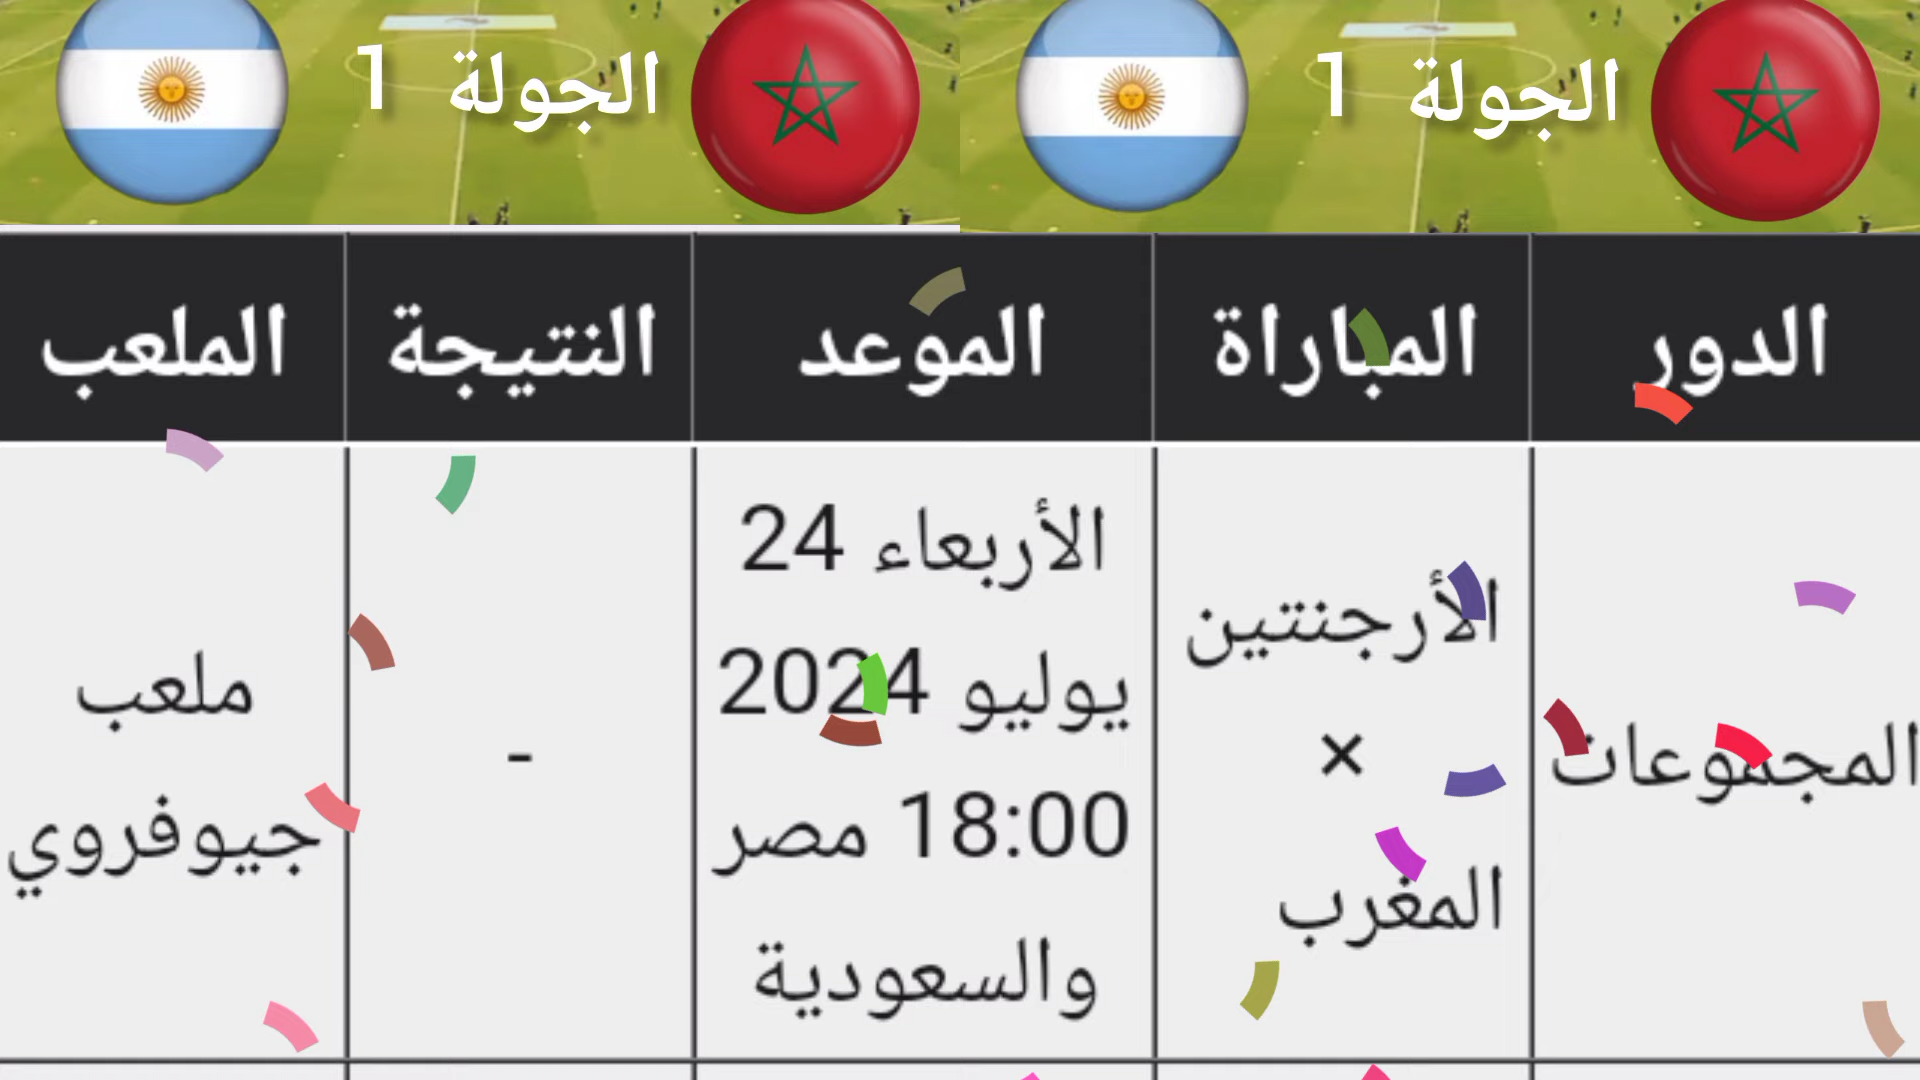 الجولة 1
الجولة 1
الدور
المباراة
الموعد
النتيجة
الملعب
المجموعات
الأرجنتين
×
المغرب
الأربعاء 24
يوليو 2024
18:00 مصر
والسعودية
-
ملعب
جيوفروي